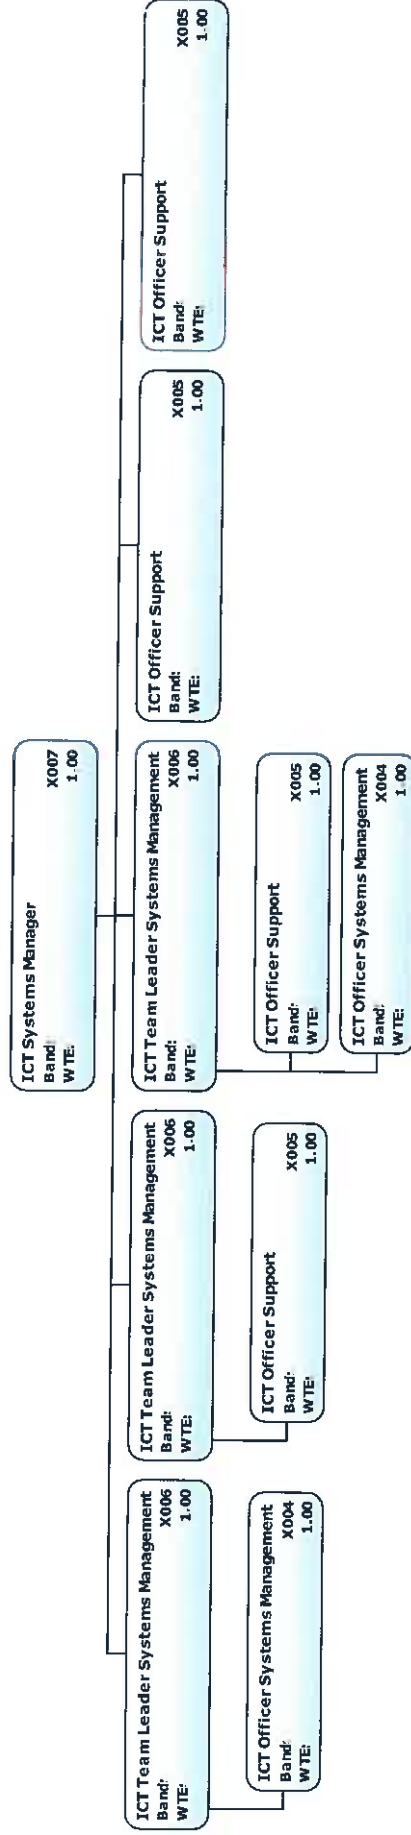 ICT Systems Manager
Band: X007
WTE: 1.00
ICT Team Leader Systems Management
Band: X006
WTE: 1.00
ICT Officer Systems Management
Band: X004
WTE: 1.00
ICT Team Leader Systems Management
Band: X006
WTE: 1.00
ICT Officer Support
Band: X005
WTE: 1.00
ICT Team Leader Systems Management
Band: X006
WTE: 1.00
ICT Officer Support
Band: X005
WTE: 1.00
ICT Officer Systems Management
Band: X004
WTE: 1.00
ICT Officer Support
Band: X005
WTE: 1.00
ICT Officer Support
Band: X005
WTE: 1.00